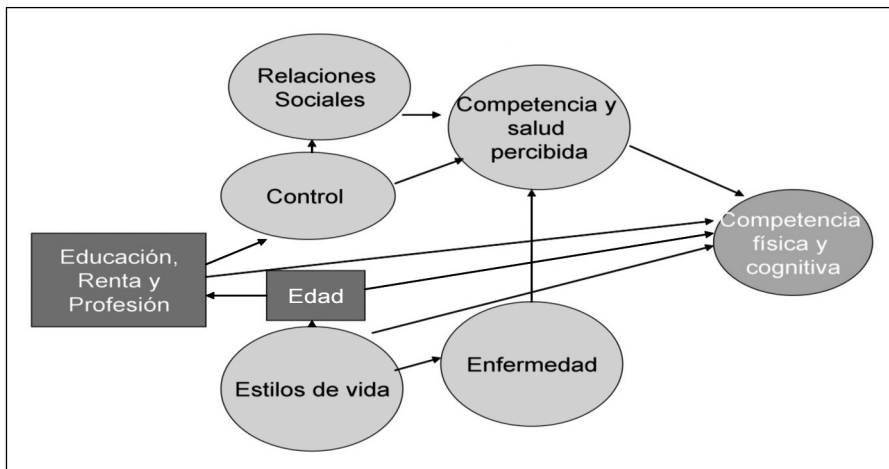 Relaciones
Sociales
Competencia y
salud
percibida
Control
Competencia
física y
cognitiva
Educación,
Renta y
Profesión
Edad
Estilos de vida
Enfermedad